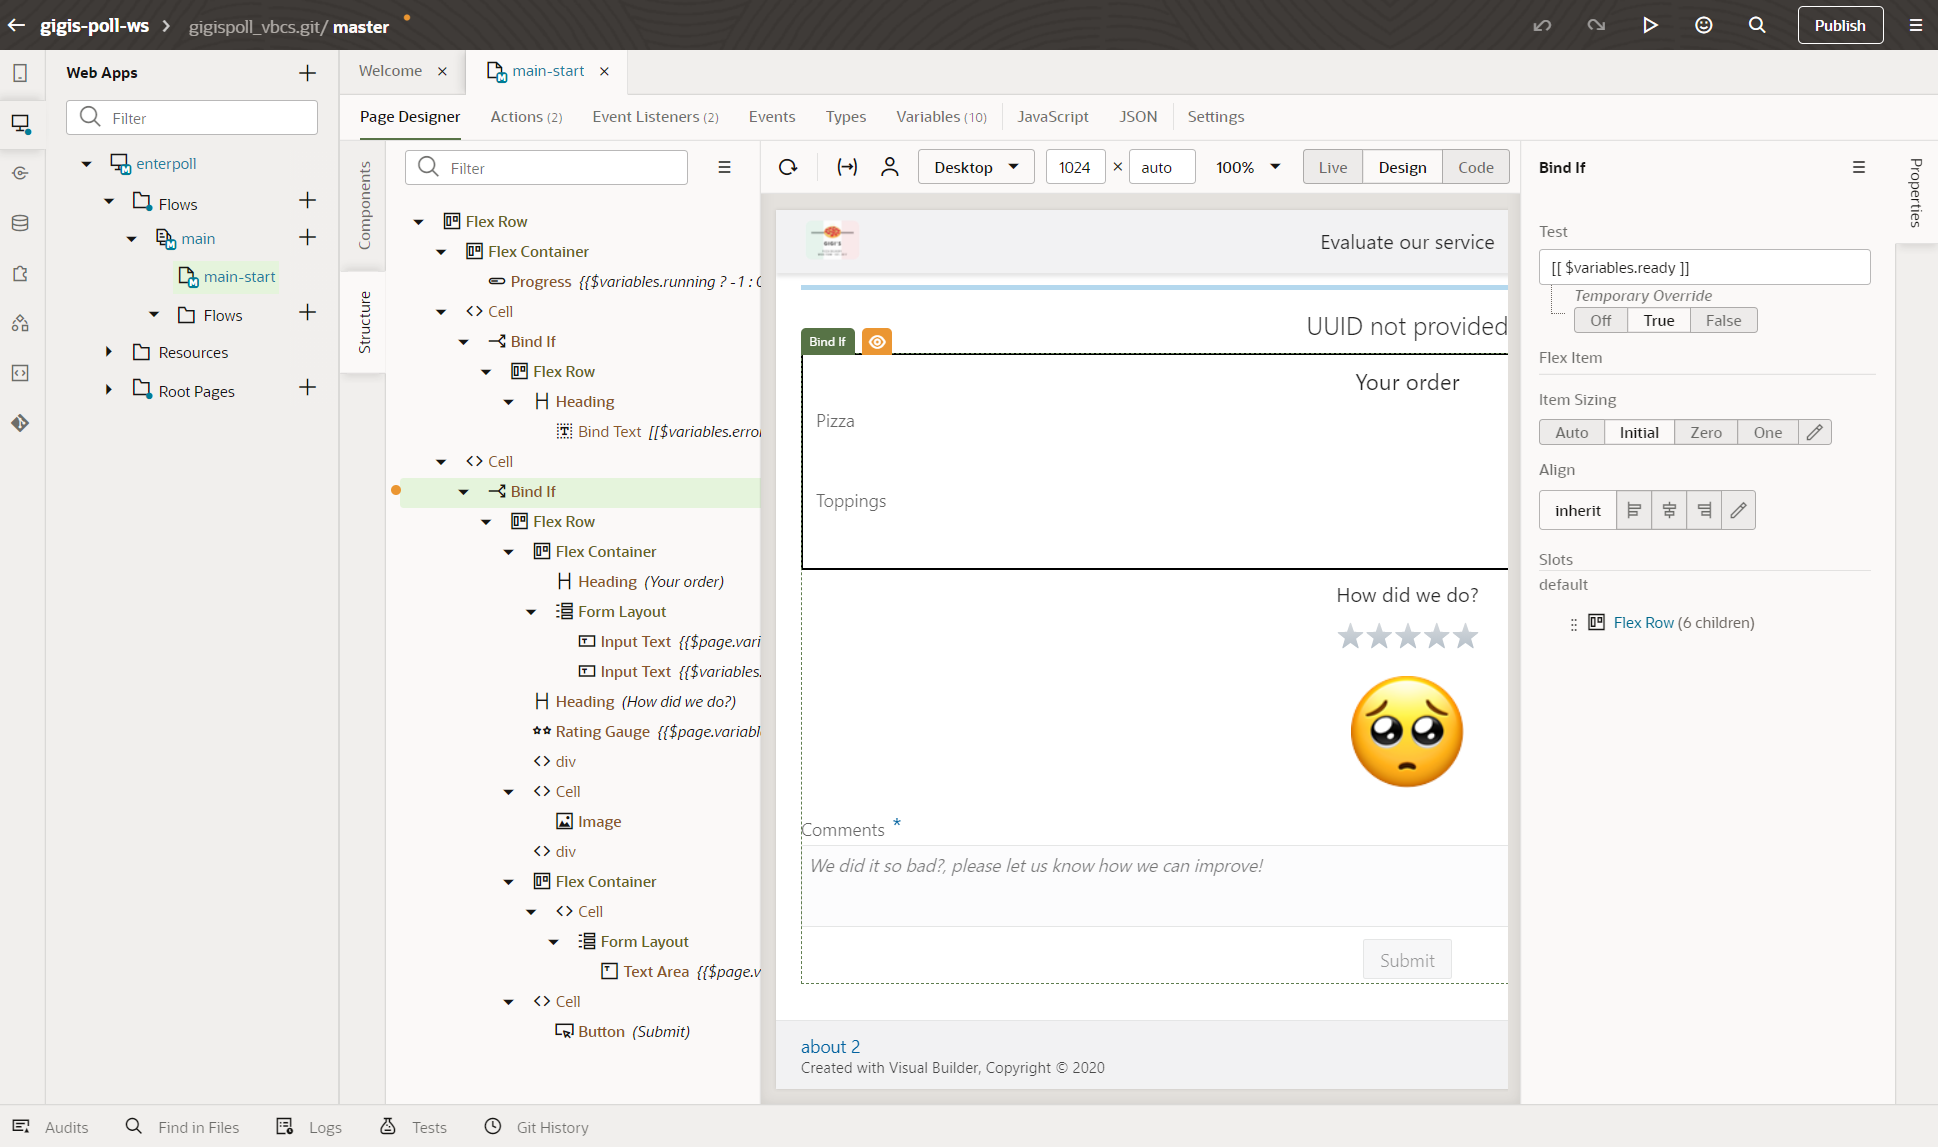 gigis-poll-ws > gigispoll_vbcs.git/ master
Publish
Web Apps
Filter
enterpoll
Flows
main
main-start
Flows
Resources
Root Pages
Welcome ×
main-start ×
Page Designer Actions (2) Event Listeners (2) Events Types Variables (10) JavaScript JSON Settings
Components
Structure
Filter
Flex Row
Flex Container
Progress {{$variables.running ? -1 : 0
Cell
Bind If
Flex Row
Heading
Bind Text [[$variables.error
Cell
Bind If
Flex Row
Flex Container
Heading (Your order)
Form Layout
Input Text {{$page.vari
Input Text {{$variables.
Heading (How did we do?)
Rating Gauge {{$page.variabl
div
Cell
Image
div
Flex Container
Cell
Form Layout
Text Area {{$page.v
Cell
Button (Submit)
Desktop 1024 × auto 100% Live Design Code
GIGI'S
Evaluate our service
UUID not provided
Bind If
Your order
Pizza
Toppings
How did we do?
Comments *
We did it so bad?, please let us know how we can improve!
Submit
about 2
Created with Visual Builder, Copyright © 2020
Bind If
Properties
Test
[[ $variables.ready ]]
Temporary Override
Off True False
Flex Item
Item Sizing
Auto Initial Zero One
Align
inherit
Slots
default
Flex Row (6 children)
Audits Find in Files Logs Tests Git History